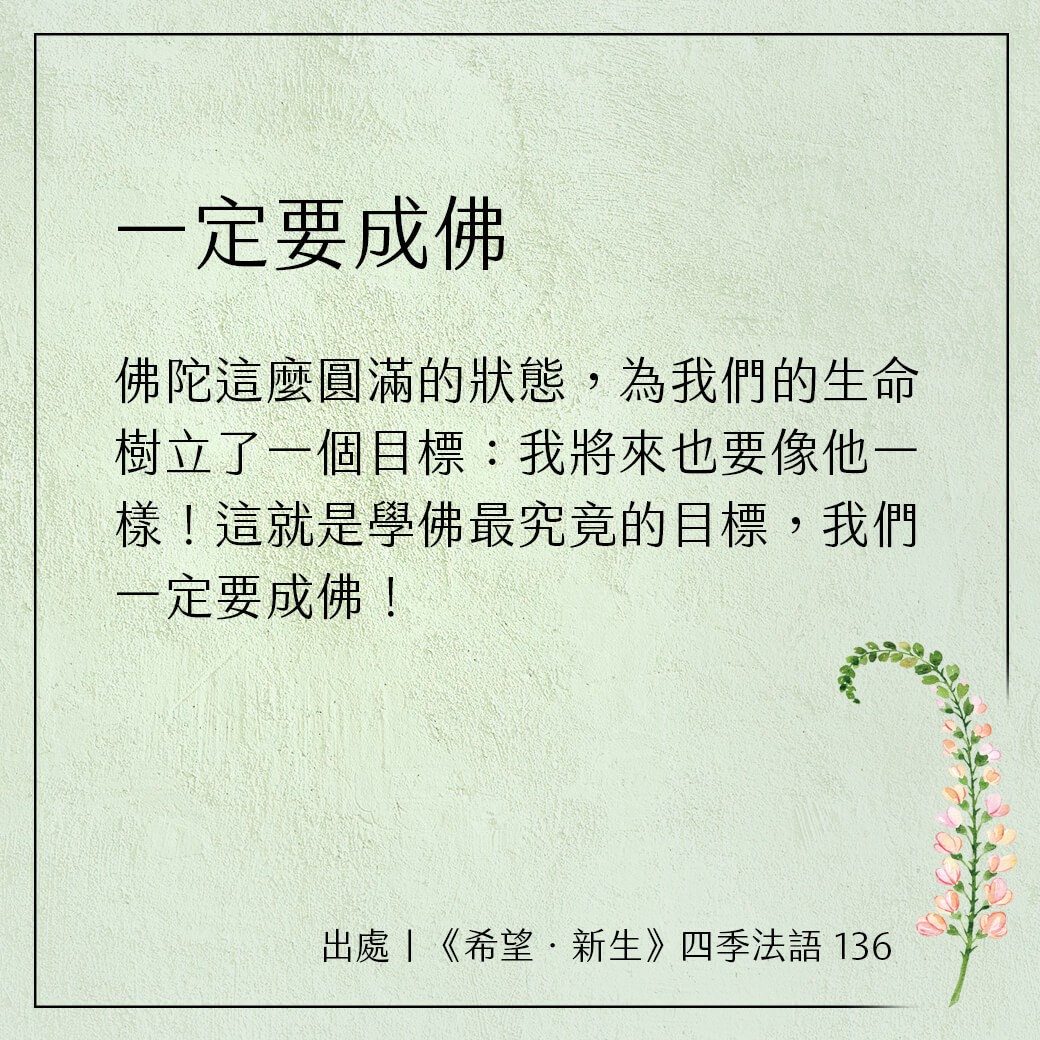 一定要成佛
佛陀這麼圓滿的狀態，為我們的生命
樹立了一個目標：我將來也要像他一
樣！這就是學佛最究竟的目標，我們
一定要成佛！
出處｜《希望．新生》四季法語 136